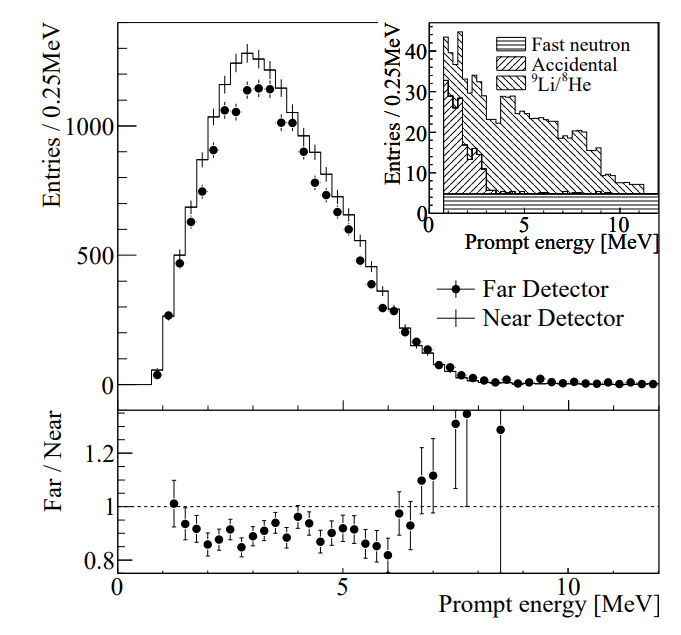 Entries / 0.25MeV
1000
500
0
Entries / 0.25MeV
40
30
20
10
0
Fast neutron
Accidental
⁹Li/⁸He
0
5
10
Prompt energy [MeV]
Far Detector
Near Detector
Far / Near
1.2
1
0.8
0
5
10
Prompt energy [MeV]